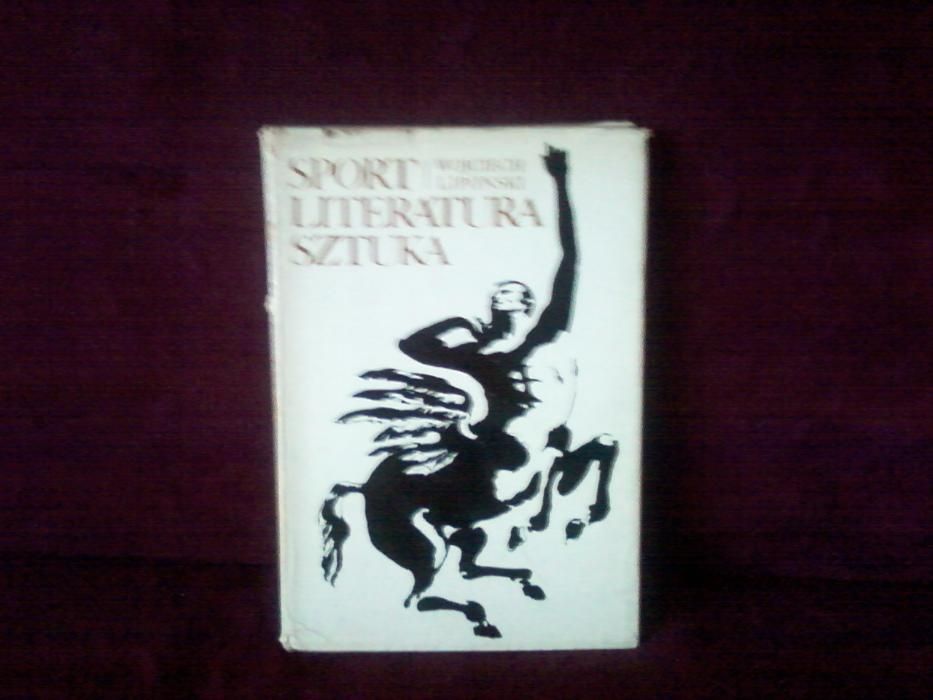 SPORT
LITERATURA
SZTUKA
WOJCIECH
LIPOŃSKI